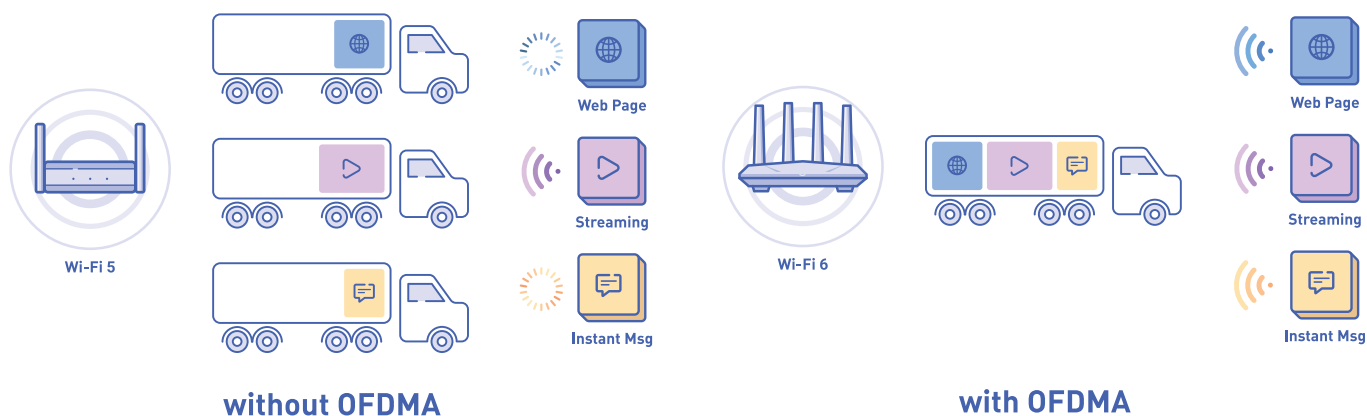 Wi-Fi 5
Web Page
Streaming
Instant Msg
without OFDMA
Wi-Fi 6
Web Page
Streaming
Instant Msg
with OFDMA